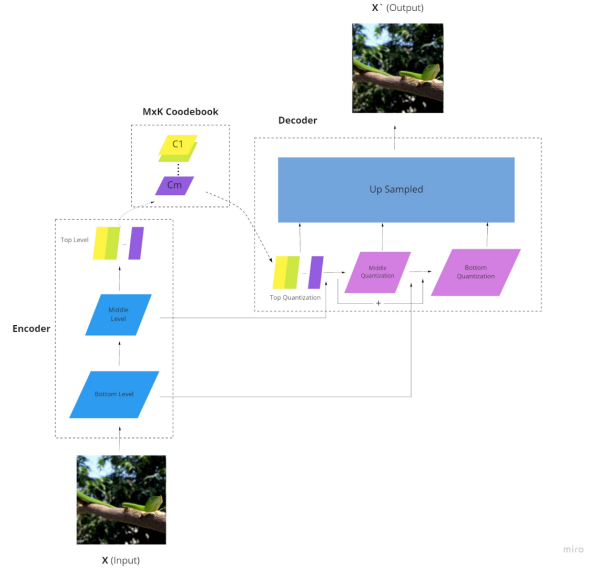 X` (Output)
MxK Coodebook
Decoder
C1
Cm
Up Sampled
Top Level
...
Middle
Quantization
Bottom
Quantization
...
Top Quantization
+
Middle
Level
Encoder
Bottom Level
X (Input)
miro